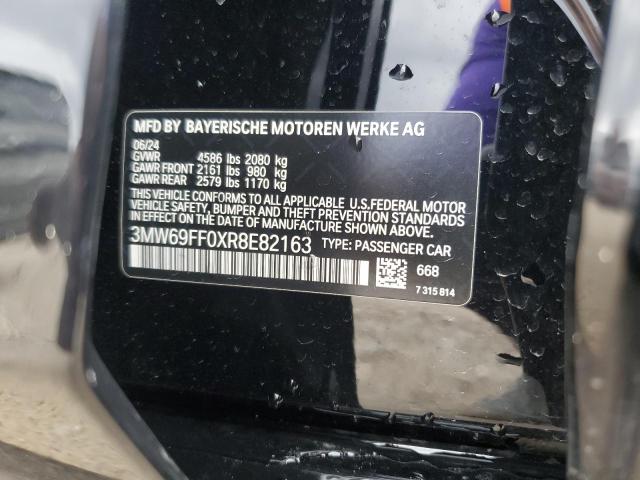 MFD BY BAYERISCHE MOTOREN WERKE AG
06/24
GVWR 4586 lbs 2080 kg
GAWR FRONT 2161 lbs 980 kg
GAWR REAR 2579 lbs 1170 kg
THIS VEHICLE CONFORMS TO ALL APPLICABLE U.S.FEDERAL MOTOR
VEHICLE SAFETY, BUMPER AND THEFT PREVENTION STANDARDS
IN EFFECT ON THE DATE OF MANUFACTURE SHOWN ABOVE.
3MW69FF0XR8E82163 TYPE: PASSENGER CAR
668
7 315 814